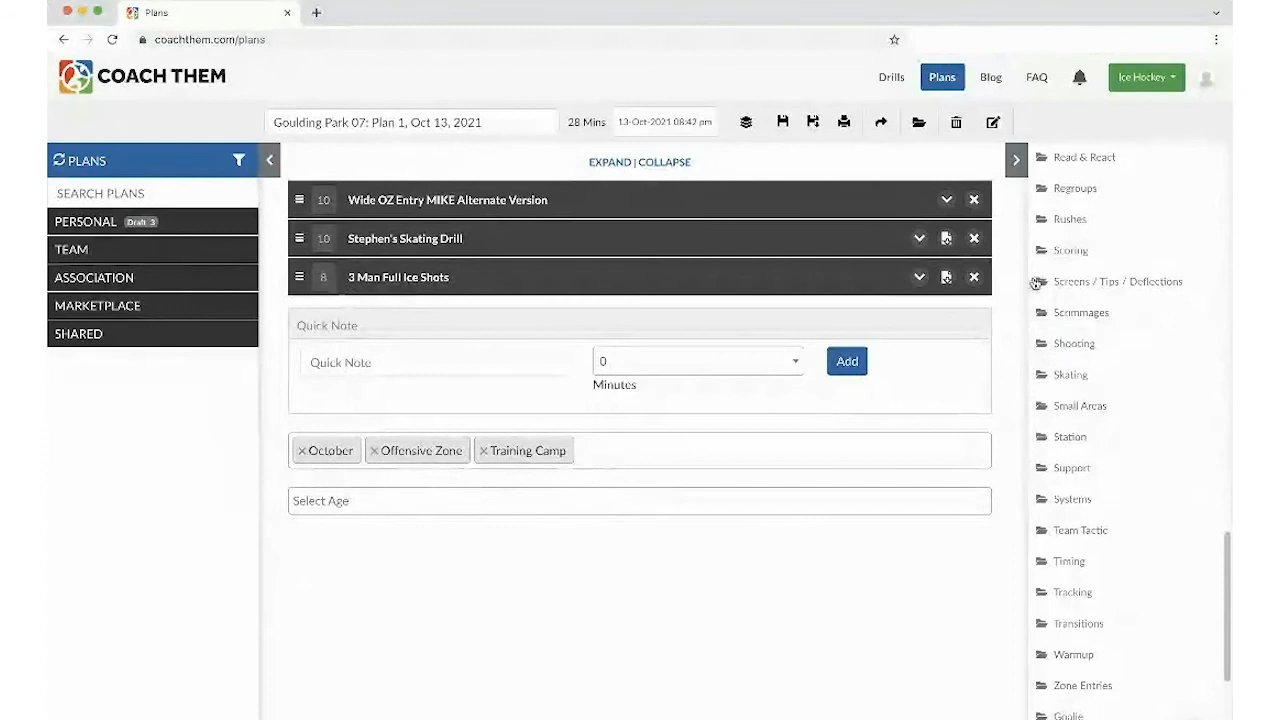 Plans
coachthem.com/plans
COACH THEM
Drills
Plans
Blog
FAQ
Ice Hockey
Goulding Park 07: Plan 1, Oct 13, 2021
28 Mins
13-Oct-2021 08:42 pm
PLANS
SEARCH PLANS
PERSONAL Draft 3
TEAM
ASSOCIATION
MARKETPLACE
SHARED
EXPAND | COLLAPSE
10 Wide OZ Entry MIKE Alternate Version
10 Stephen's Skating Drill
8 3 Man Full Ice Shots
Quick Note
Quick Note
0
Add
Minutes
× October × Offensive Zone × Training Camp
Select Age
Read & React
Regroups
Rushes
Scoring
Screens / Tips / Deflections
Scrimmages
Shooting
Skating
Small Areas
Station
Support
Systems
Team Tactic
Timing
Tracking
Transitions
Warmup
Zone Entries
Goalie